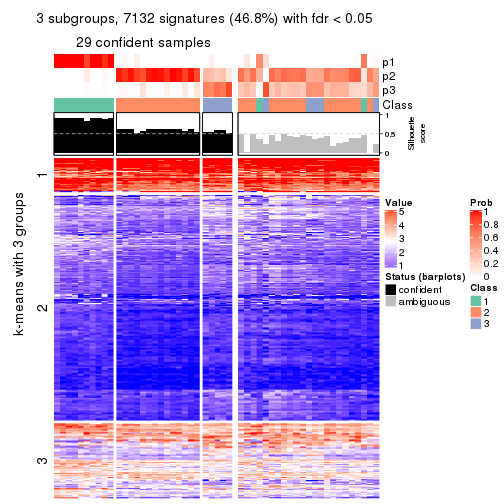 3 subgroups, 7132 signatures (46.8%) with fdr < 0.05
29 confident samples
p1
p2
p3
Class
1
0.5
0
Silhouette
score
k-means with 3 groups
1
2
3
Value
5
4
3
2
1
Status (barplots)
confident
ambiguous
Prob
1
0.8
0.6
0.4
0.2
0
Class
1
2
3